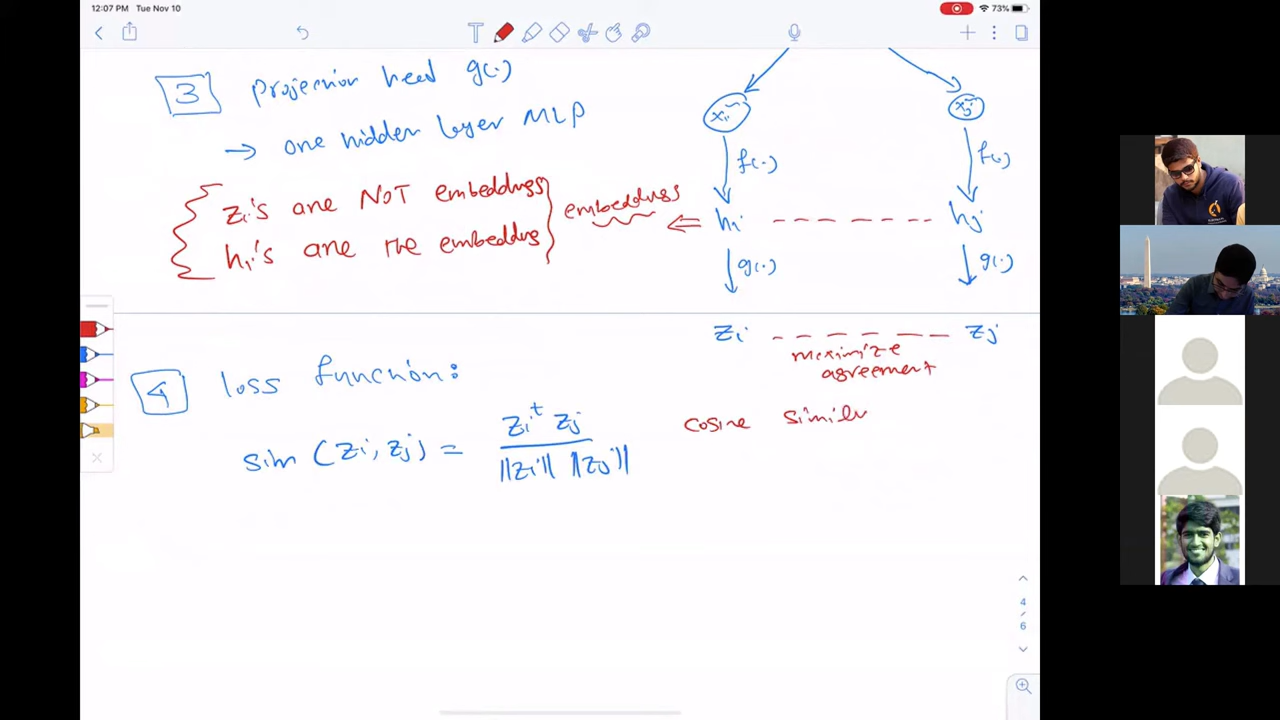 12:07 PM Tue Nov 10
73%
3 projection head g(.)
→ one hidden layer MLP
zi's are NOT embeddings
hi's are the embeddings
embeddings
x̃i
x̃j
f(.)
f(.)
hi
hj
g(.)
g(.)
zi
zj
maximize
agreement
4 loss function:
sim (zi, zj) = zi^t zj / ||zi|| ||zj||
cosine similar
4
/
6